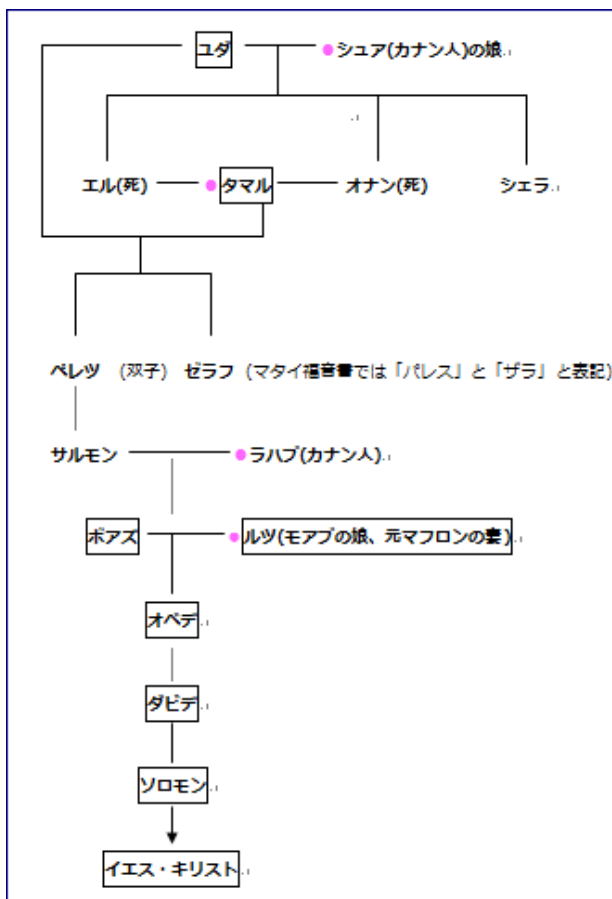 ユダ シュア(カナン人)の娘
エル(死) タマル オナン(死) シェラ
ペレツ (双子) ゼラフ (マタイ福音書では「パレス」と「ザラ」と表記)
サルモン ラハブ(カナン人)
ボアズ ルツ(モアブの娘、元マフロンの妻)
オベデ
ダビデ
ソロモン
イエス・キリスト